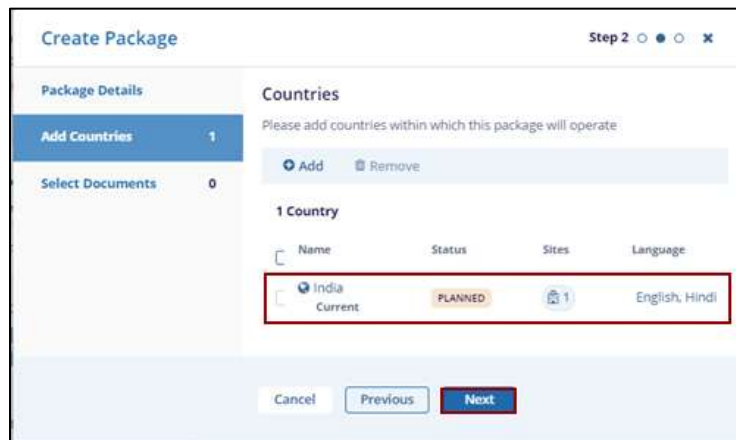 Create Package
Step 2
Package Details
Add Countries 1
Select Documents 0
Countries
Please add countries within which this package will operate
Add Remove
1 Country
Name Status Sites Language
India PLANNED 1 English, Hindi
Current
Cancel Previous Next